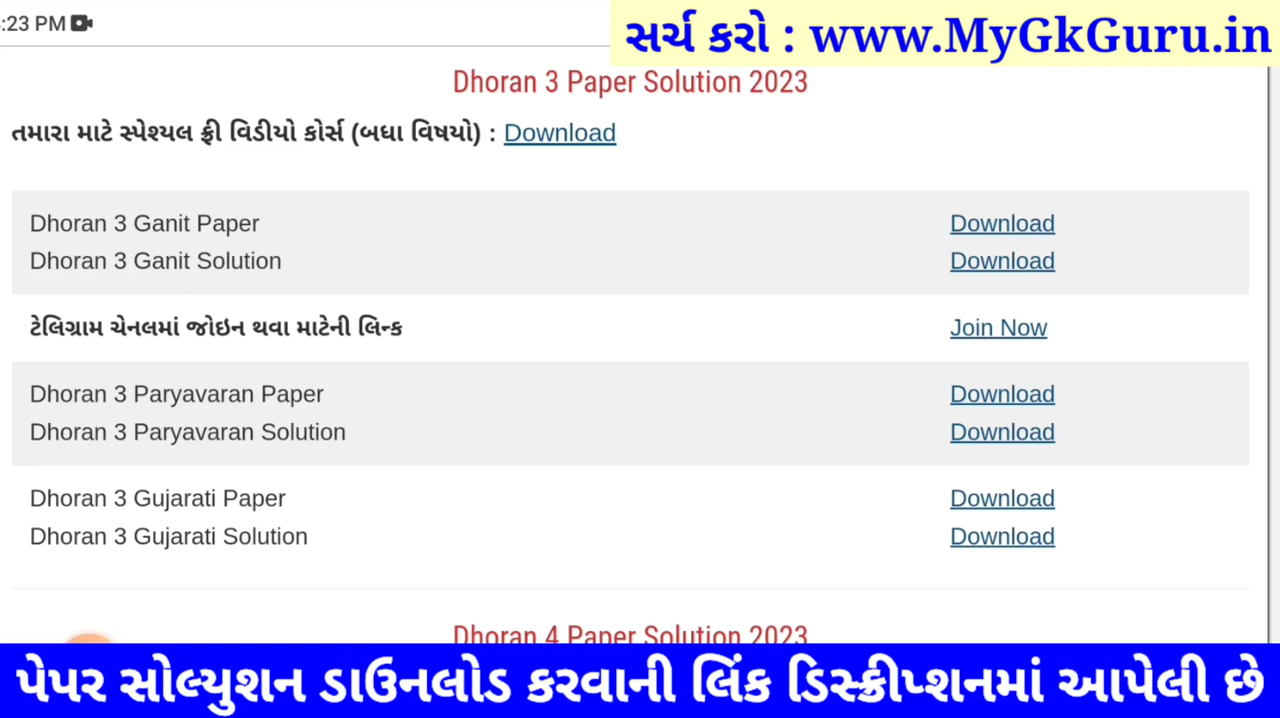 :23 PM
સર્ચ કરો : www.MyGkGuru.in
Dhoran 3 Paper Solution 2023
તમારા માટે સ્પેશ્યલ ફ્રી વિડીયો કોર્સ (બધા વિષયો) : Download
Dhoran 3 Ganit Paper Download
Dhoran 3 Ganit Solution Download
ટેલિગ્રામ ચેનલમાં જોઇન થવા માટેની લિન્ક Join Now
Dhoran 3 Paryavaran Paper Download
Dhoran 3 Paryavaran Solution Download
Dhoran 3 Gujarati Paper Download
Dhoran 3 Gujarati Solution Download
Dhoran 4 Paper Solution 2023
પેપર સોલ્યુશન ડાઉનલોડ કરવાની લિંક ડિસ્ક્રીપ્શનમાં આપેલી છે